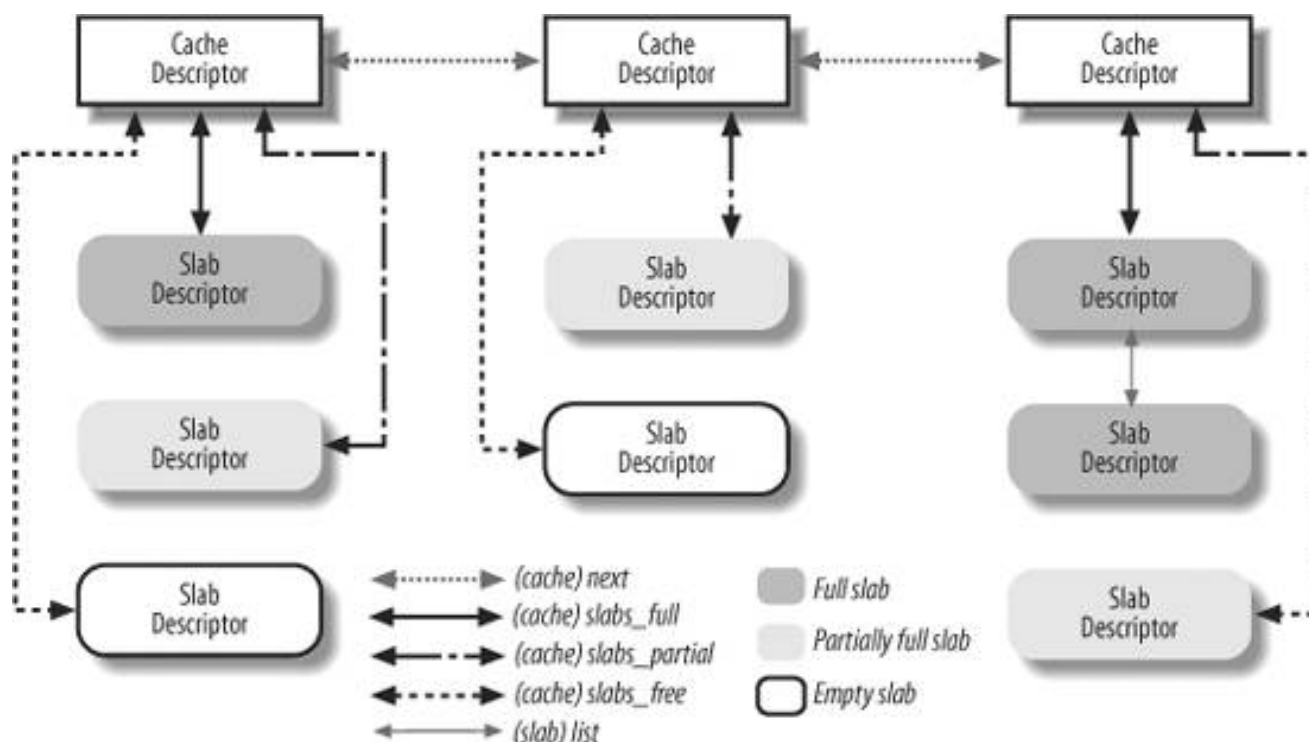 Cache
Descriptor
Cache
Descriptor
Cache
Descriptor
Slab
Descriptor
Slab
Descriptor
Slab
Descriptor
Slab
Descriptor
Slab
Descriptor
Slab
Descriptor
Slab
Descriptor
(cache) next
(cache) slabs_full
(cache) slabs_partial
(cache) slabs_free
(slab) list
Full slab
Partially full slab
Empty slab
Slab
Descriptor